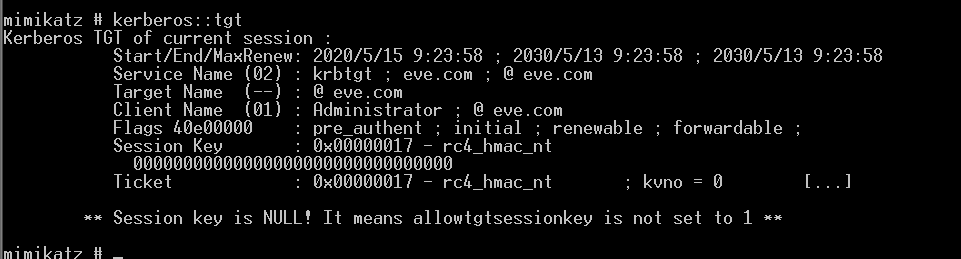 mimikatz # kerberos::tgt
Kerberos TGT of current session :
Start/End/MaxRenew: 2020/5/15 9:23:58 ; 2030/5/13 9:23:58 ; 2030/5/13 9:23:58
Service Name (02) : krbtgt ; eve.com ; @ eve.com
Target Name (--) : @ eve.com
Client Name (01) : Administrator ; @ eve.com
Flags 40e00000 : pre_authent ; initial ; renewable ; forwardable ;
Session Key : 0x00000017 - rc4_hmac_nt
00000000000000000000000000000000
Ticket : 0x00000017 - rc4_hmac_nt ; kvno = 0 [...]
** Session key is NULL! It means allowtgtsessionkey is not set to 1 **
mimikatz # _